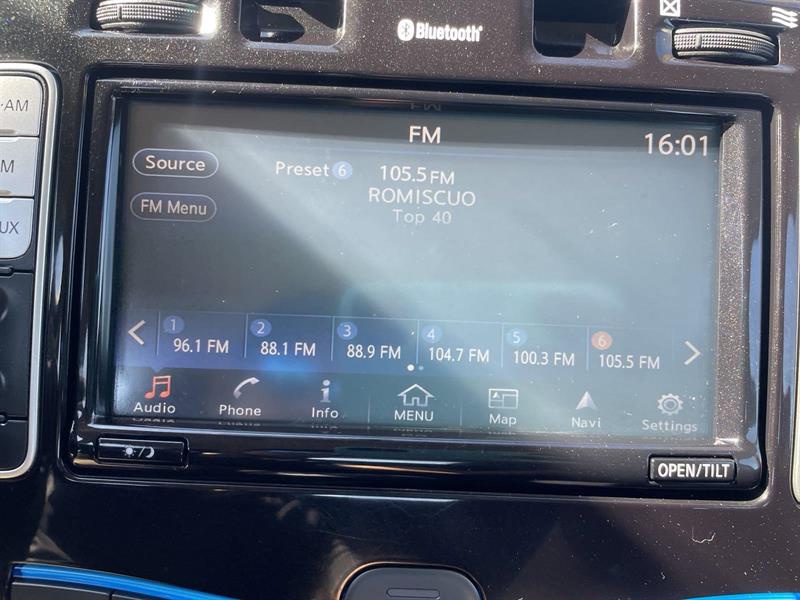 Bluetooth
·AM
M
UX
FM
16:01
Source
Preset 6 105.5 FM
ROMISCUO
FM Menu
Top 40
1 2 3 4 5 6
96.1 FM 88.1 FM 88.9 FM 104.7 FM 100.3 FM 105.5 FM
Audio Phone Info MENU Map Navi Settings
OPEN/TILT